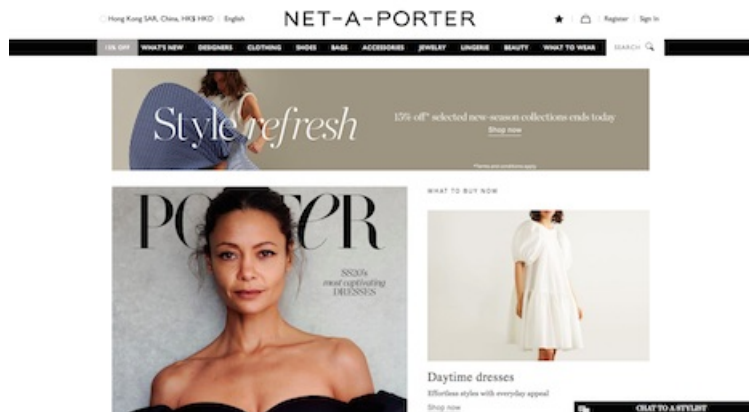 Hong Kong SAR, China, HK$ HKD | English
NET-A-PORTER
Register | Sign In
15% OFF WHAT'S NEW DESIGNERS CLOTHING SHOES BAGS ACCESSORIES JEWELRY LINGERIE BEAUTY WHAT TO WEAR SEARCH
Style refresh
15% off* selected new-season collections ends today
Shop now
*Terms and conditions apply
PORTER
SS20's
most captivating
DRESSES
WHAT TO BUY NOW
Daytime dresses
Effortless styles with everyday appeal
Shop now
CHAT TO A STYLIST